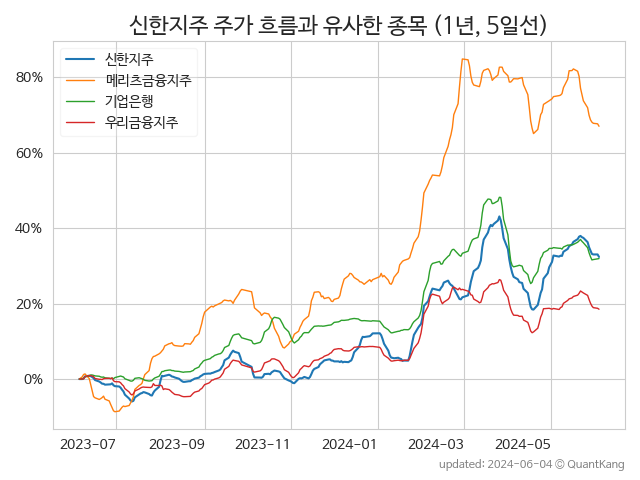 신한지주 주가 흐름과 유사한 종목 (1년, 5일선)
신한지주
메리츠금융지주
기업은행
우리금융지주
80%
60%
40%
20%
0%
2023-07 2023-09 2023-11 2024-01 2024-03 2024-05
updated: 2024-06-04 © QuantKang